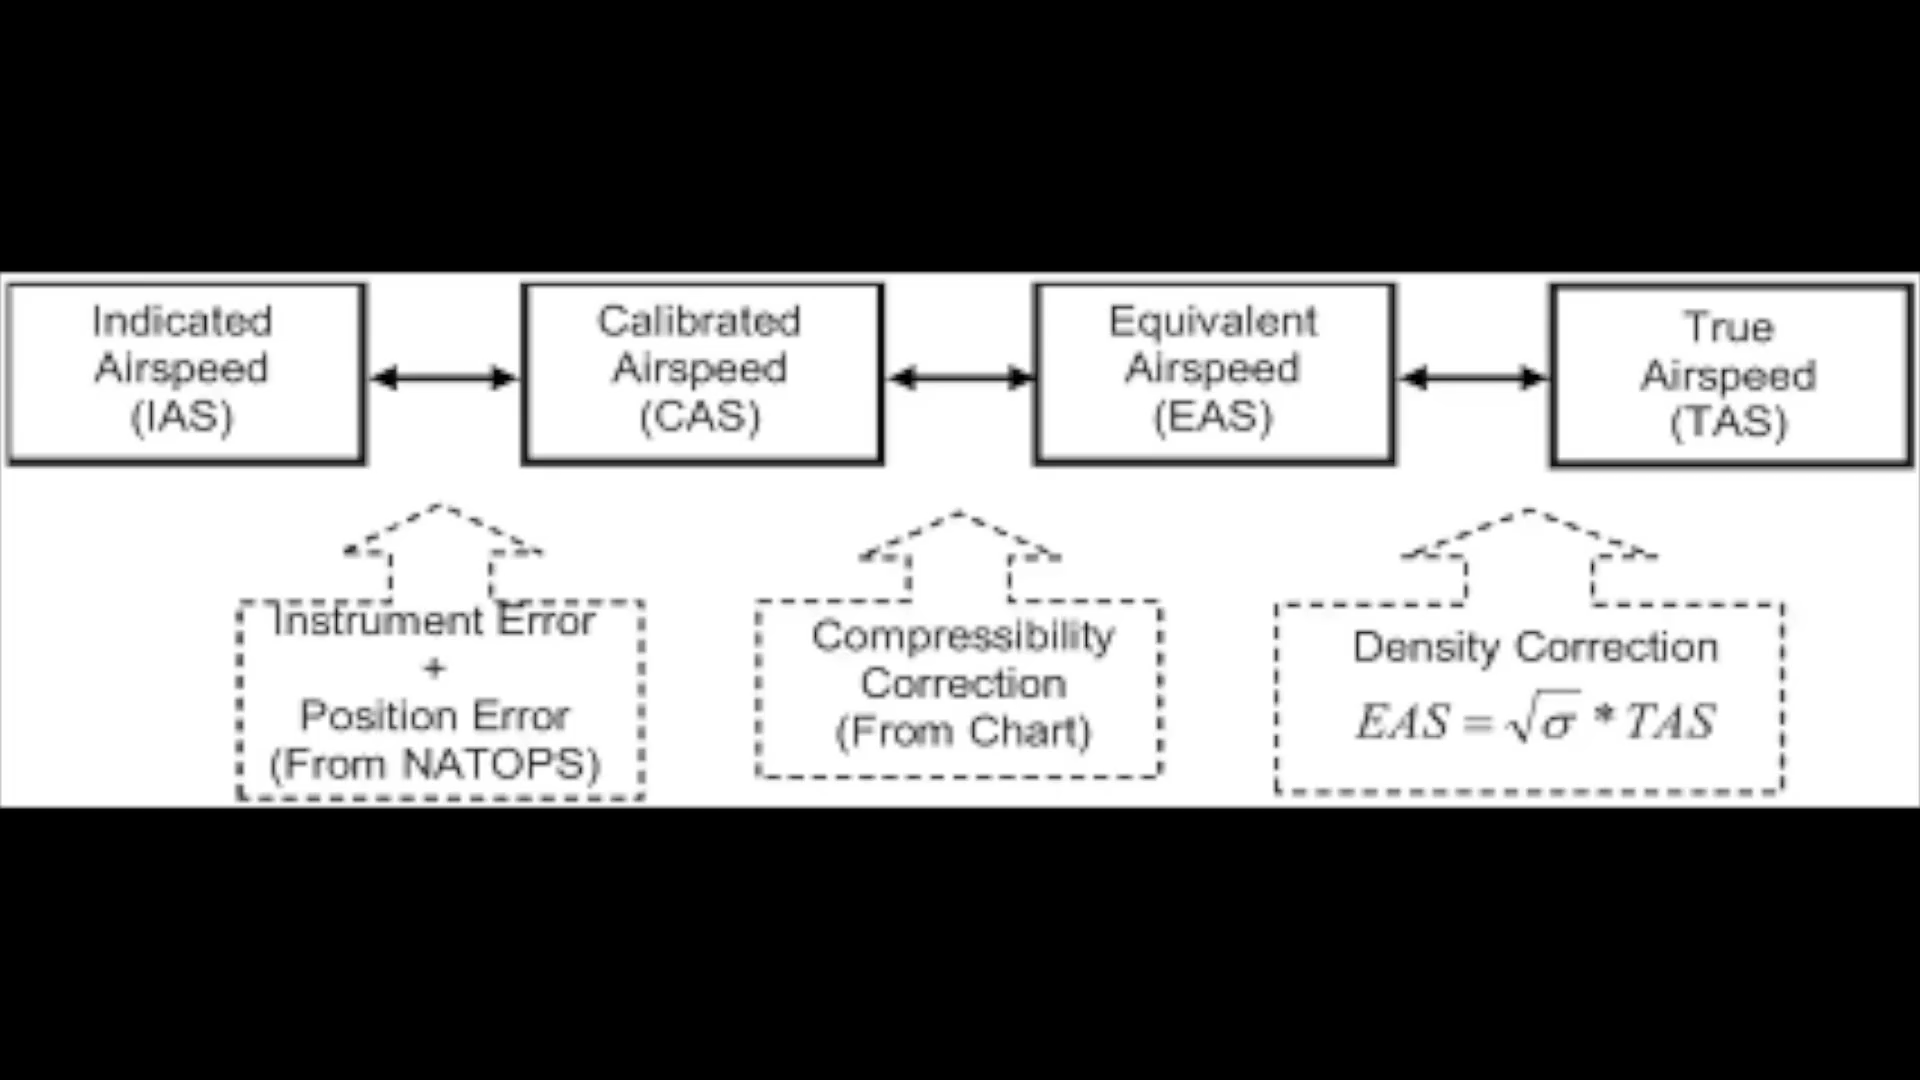 Indicated
Airspeed
(IAS)
Calibrated
Airspeed
(CAS)
Equivalent
Airspeed
(EAS)
True
Airspeed
(TAS)
Instrument Error
+
Position Error
(From NATOPS)
Compressibility
Correction
(From Chart)
Density Correction
EAS = √σ * TAS